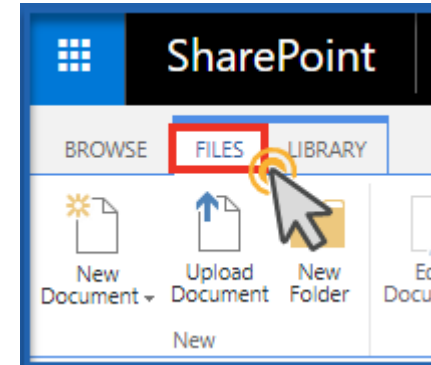 SharePoint
BROWSE FILES LIBRARY
New Document
Upload Document
New Folder
New